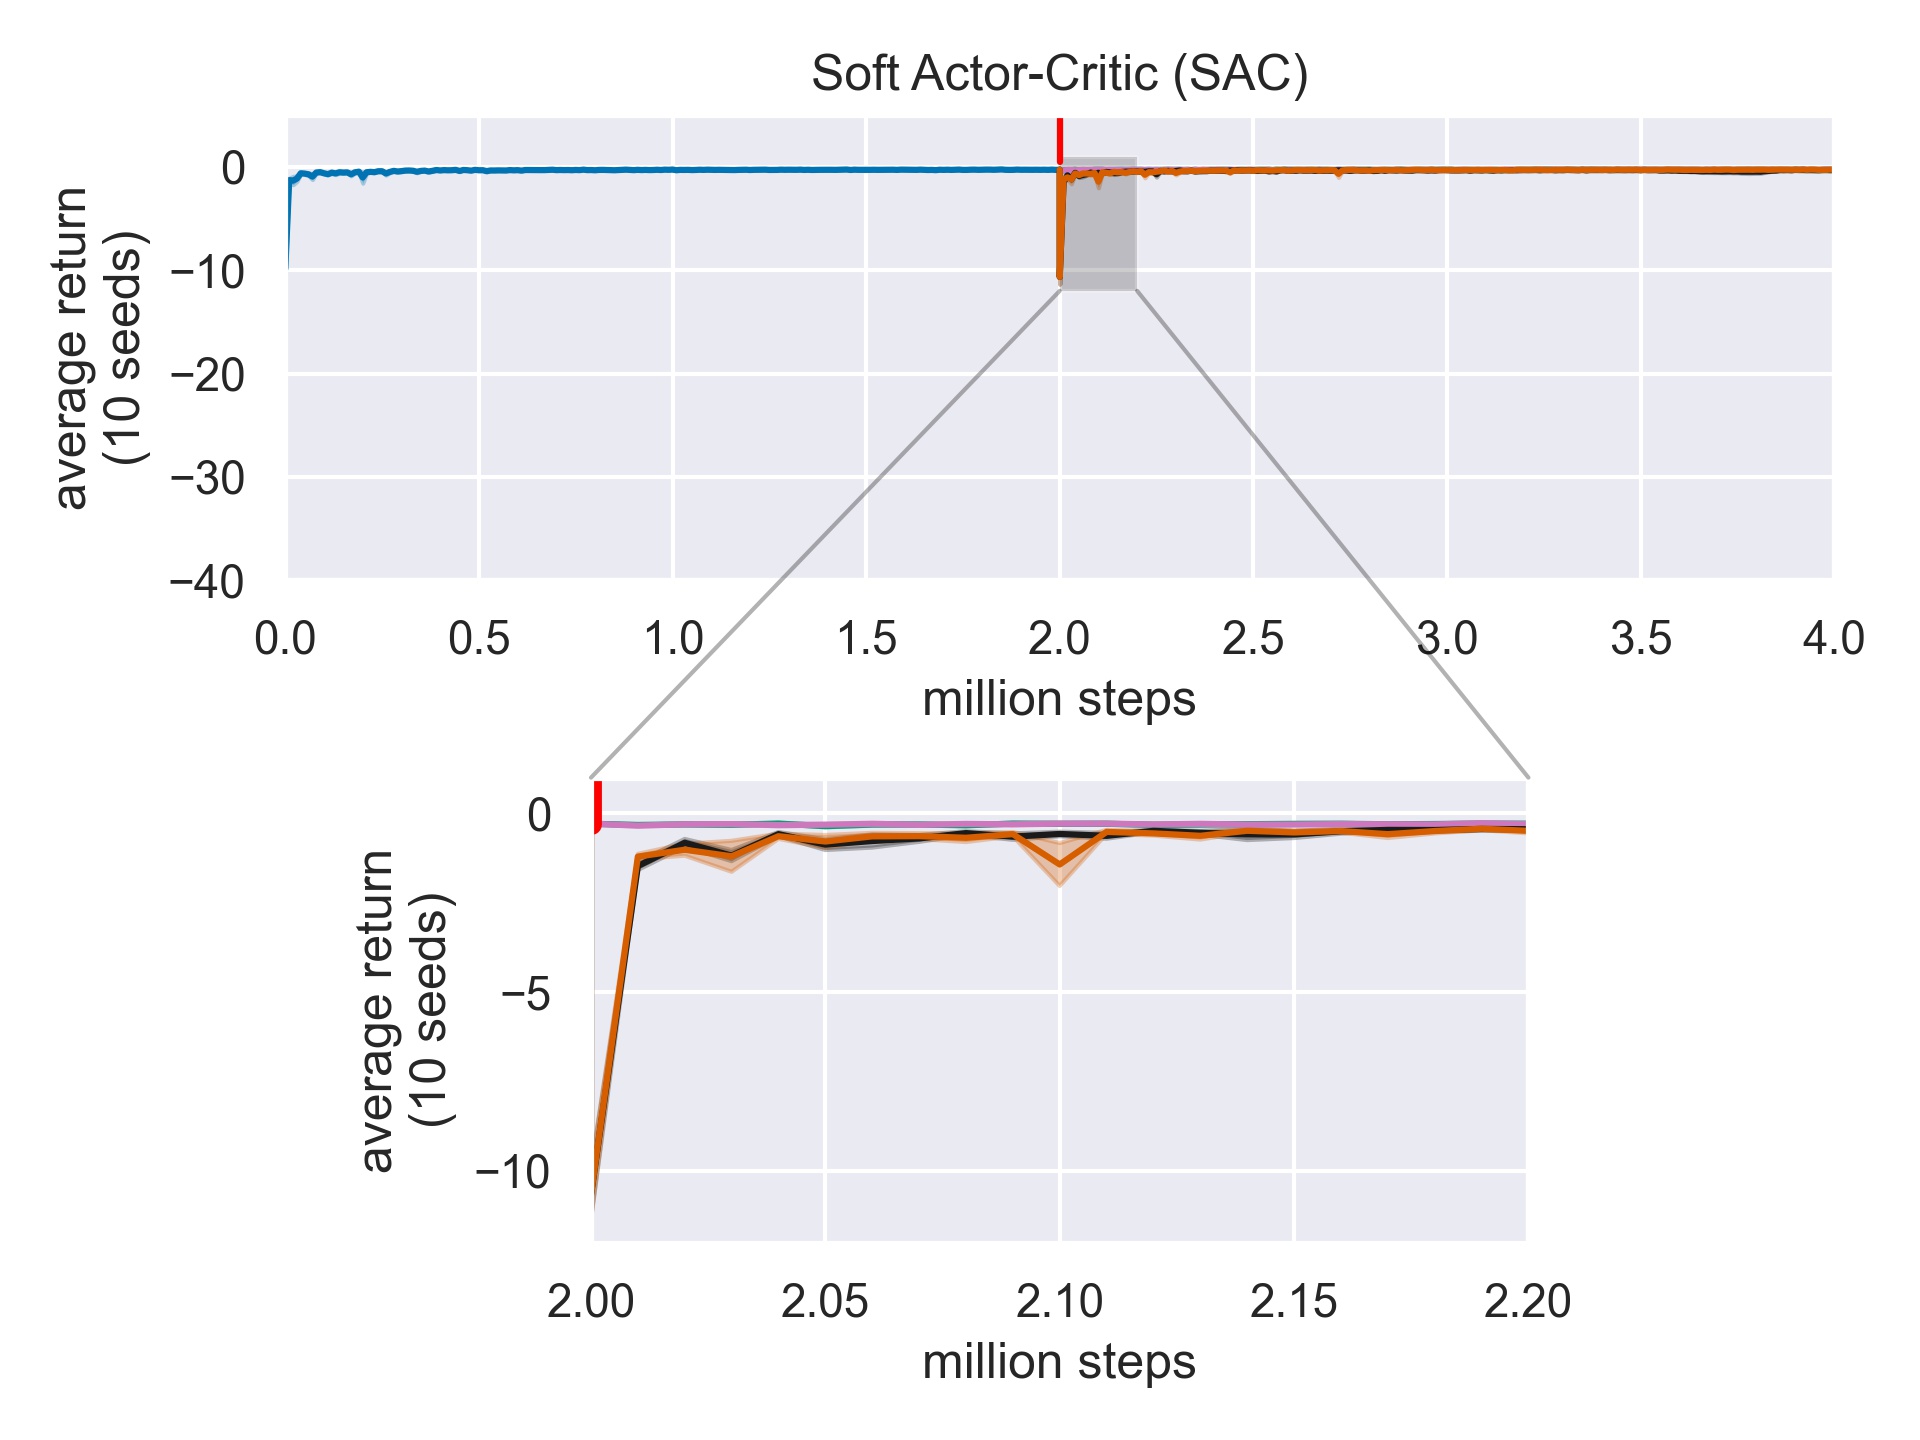 Soft Actor-Critic (SAC)
average return
(10 seeds)
0
−10
−20
−30
−40
0.0 0.5 1.0 1.5 2.0 2.5 3.0 3.5 4.0
million steps
average return
(10 seeds)
0
−5
−10
2.00 2.05 2.10 2.15 2.20
million steps